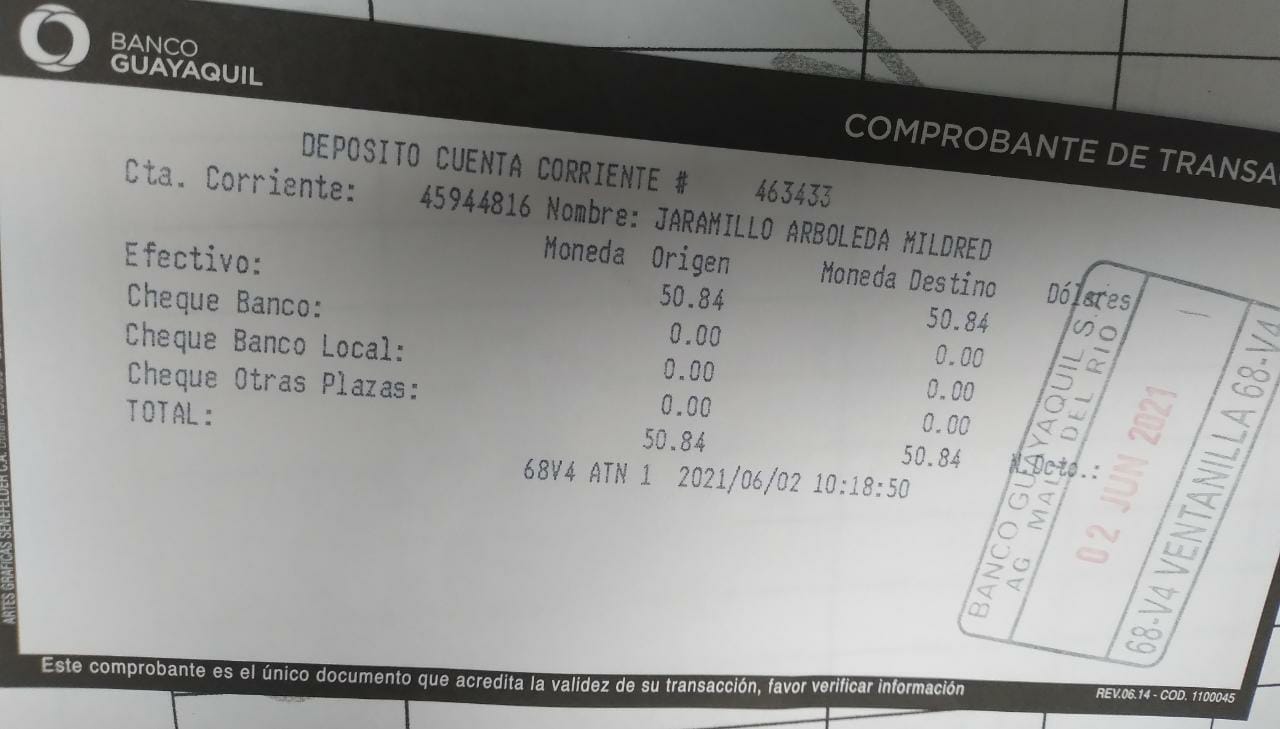 BANCO
GUAYAQUIL
COMPROBANTE DE TRANSA
DEPOSITO CUENTA CORRIENTE # 463433
Cta. Corriente: 45944816 Nombre: JARAMILLO ARBOLEDA MILDRED
Moneda Origen Moneda Destino Dólares
Efectivo: 50.84 50.84
Cheque Banco: 0.00 0.00
Cheque Banco Local: 0.00 0.00
Cheque Otras Plazas: 0.00 0.00
TOTAL: 50.84 50.84 N.Dcto.:
68V4 ATN 1 2021/06/02 10:18:50
BANCO GUAYAQUIL S.
AG MALL DEL RIO
02 JUN 2021
68-V4 VENTANILLA 68-V4
Este comprobante es el único documento que acredita la validez de su transacción, favor verificar información
REV.06.14 - COD. 1100045
ARTES GRAFICAS SENEFELDER C.A.